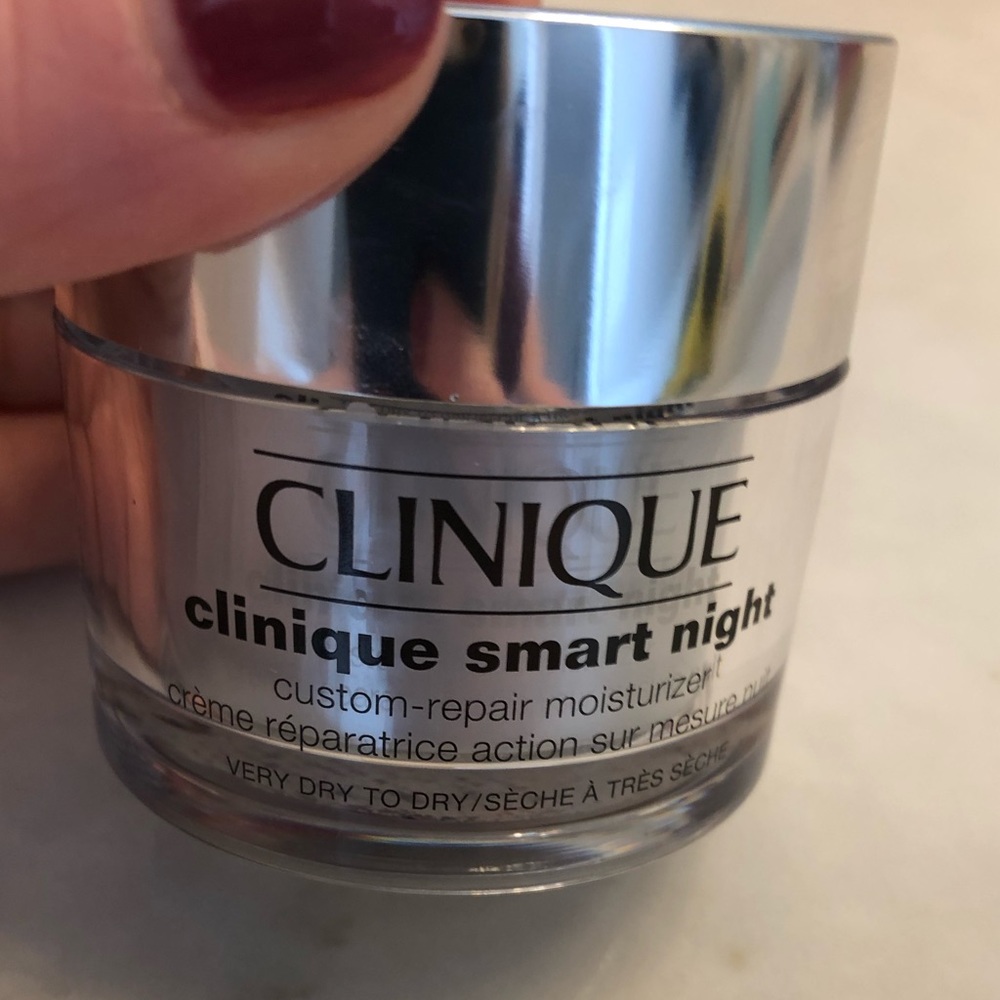 CLINIQUE
clinique smart night
custom-repair moisturizer
crème réparatrice action sur mesure nuit
VERY DRY TO DRY/SÈCHE À TRÈS SÈCHE